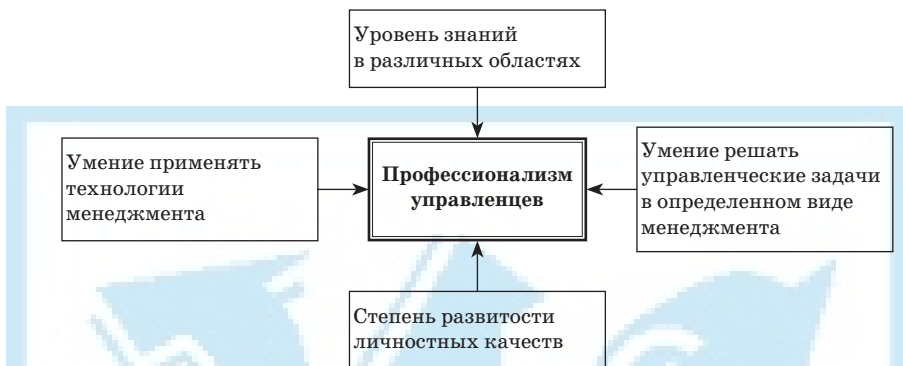 Уровень знаний
в различных областях
Умение применять
технологии
менеджмента
Профессионализм
управленцев
Умение решать
управленческие задачи
в определенном виде
менеджмента
Степень развитости
личностных качеств